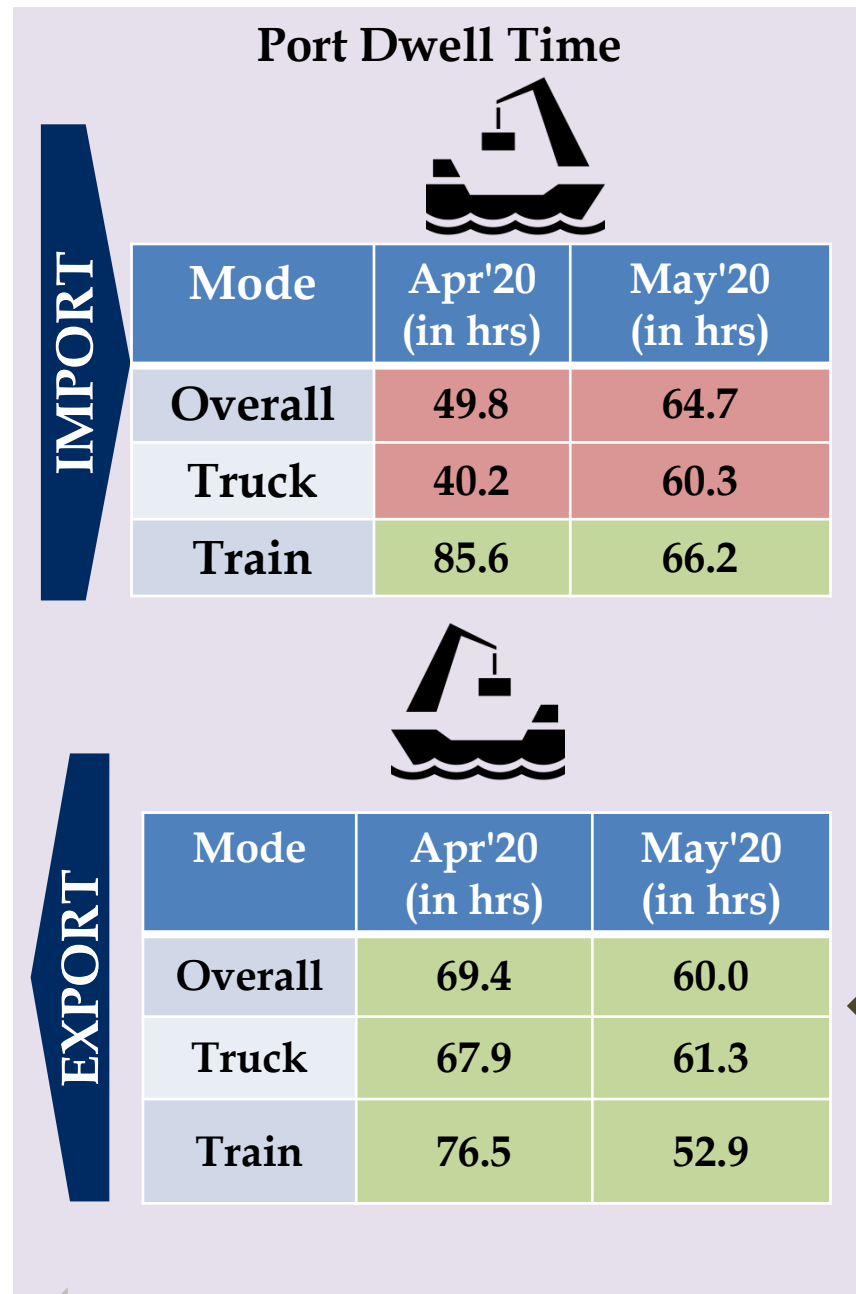 Port Dwell Time
IMPORT
Mode Apr'20 May'20
(in hrs) (in hrs)
Overall 49.8 64.7
Truck 40.2 60.3
Train 85.6 66.2
EXPORT
Mode Apr'20 May'20
(in hrs) (in hrs)
Overall 69.4 60.0
Truck 67.9 61.3
Train 76.5 52.9